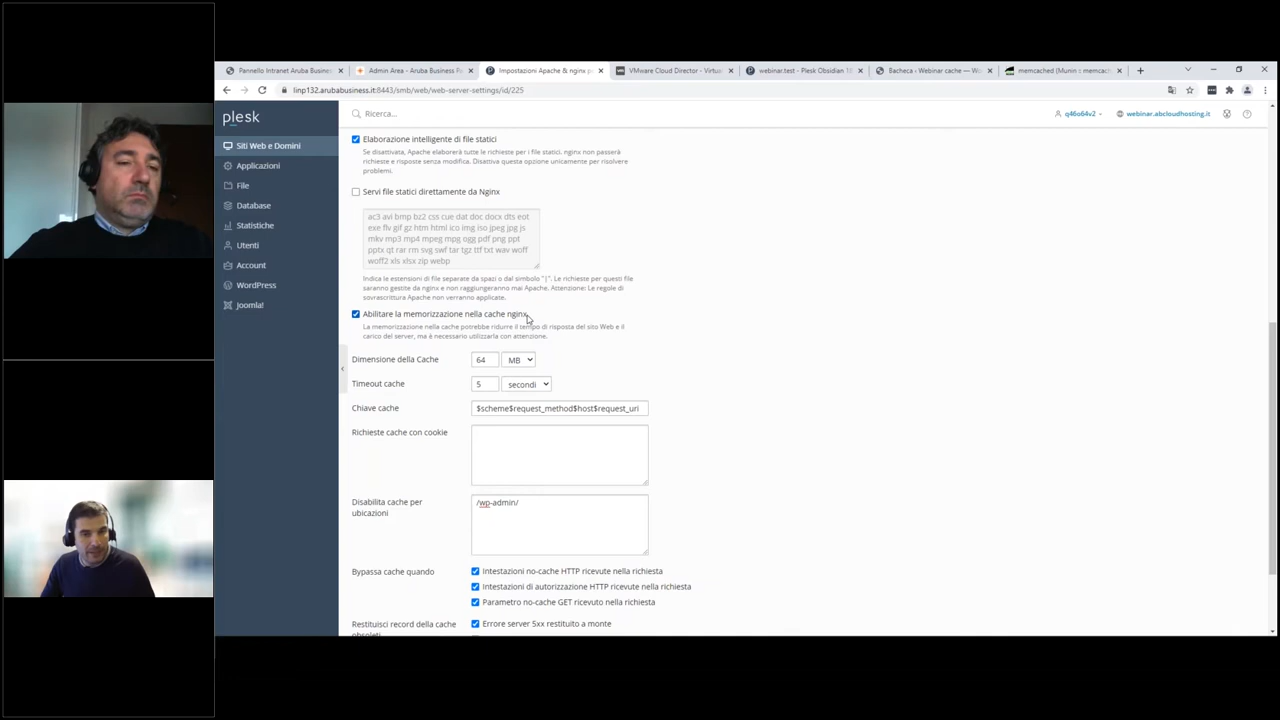 Pannello Intranet Aruba Busines
Admin Area - Aruba Business Pa
Impostazioni Apache & nginx p
VMware Cloud Director - Virtua
webinar.test - Plesk Obsidian 18
Bacheca ‹ Webinar cache — Wo
memcached (Munin :: memcac
linp132.arubabusiness.it:8443/smb/web/web-server-settings/id/225
plesk
Ricerca...
q46o64v2
webinar.abcloudhosting.it
Siti Web e Domini
Applicazioni
File
Database
Statistiche
Utenti
Account
WordPress
Joomla!
Elaborazione intelligente di file statici
Se disattivata, Apache elaborerà tutte le richieste per i file statici. nginx non passerà
richieste e risposte senza modifica. Disattiva questa opzione unicamente per risolvere
problemi.
Servi file statici direttamente da Nginx
ac3 avi bmp bz2 css cue dat doc docx dts eot
exe flv gif gz htm html ico img iso jpeg jpg js
mkv mp3 mp4 mpeg mpg ogg pdf png ppt
pptx qt rar rm svg swf tar tgz ttf txt wav woff
woff2 xls xlsx zip webp
Indica le estensioni di file separate da spazi o dal simbolo "|". Le richieste per questi file
saranno gestite da nginx e non raggiungeranno mai Apache. Attenzione: Le regole di
sovrascrittura Apache non verranno applicate.
Abilitare la memorizzazione nella cache nginx
La memorizzazione nella cache potrebbe ridurre il tempo di risposta del sito Web e il
carico del server, ma è necessario utilizzarla con attenzione.
Dimensione della Cache
64
MB
Timeout cache
5
secondi
Chiave cache
$scheme$request_method$host$request_uri
Richieste cache con cookie
Disabilita cache per
ubicazioni
/wp-admin/
Bypassa cache quando
Intestazioni no-cache HTTP ricevute nella richiesta
Intestazioni di autorizzazione HTTP ricevute nella richiesta
Parametro no-cache GET ricevuto nella richiesta
Restituisci record della cache
obsoleti
Errore server 5xx restituito a monte